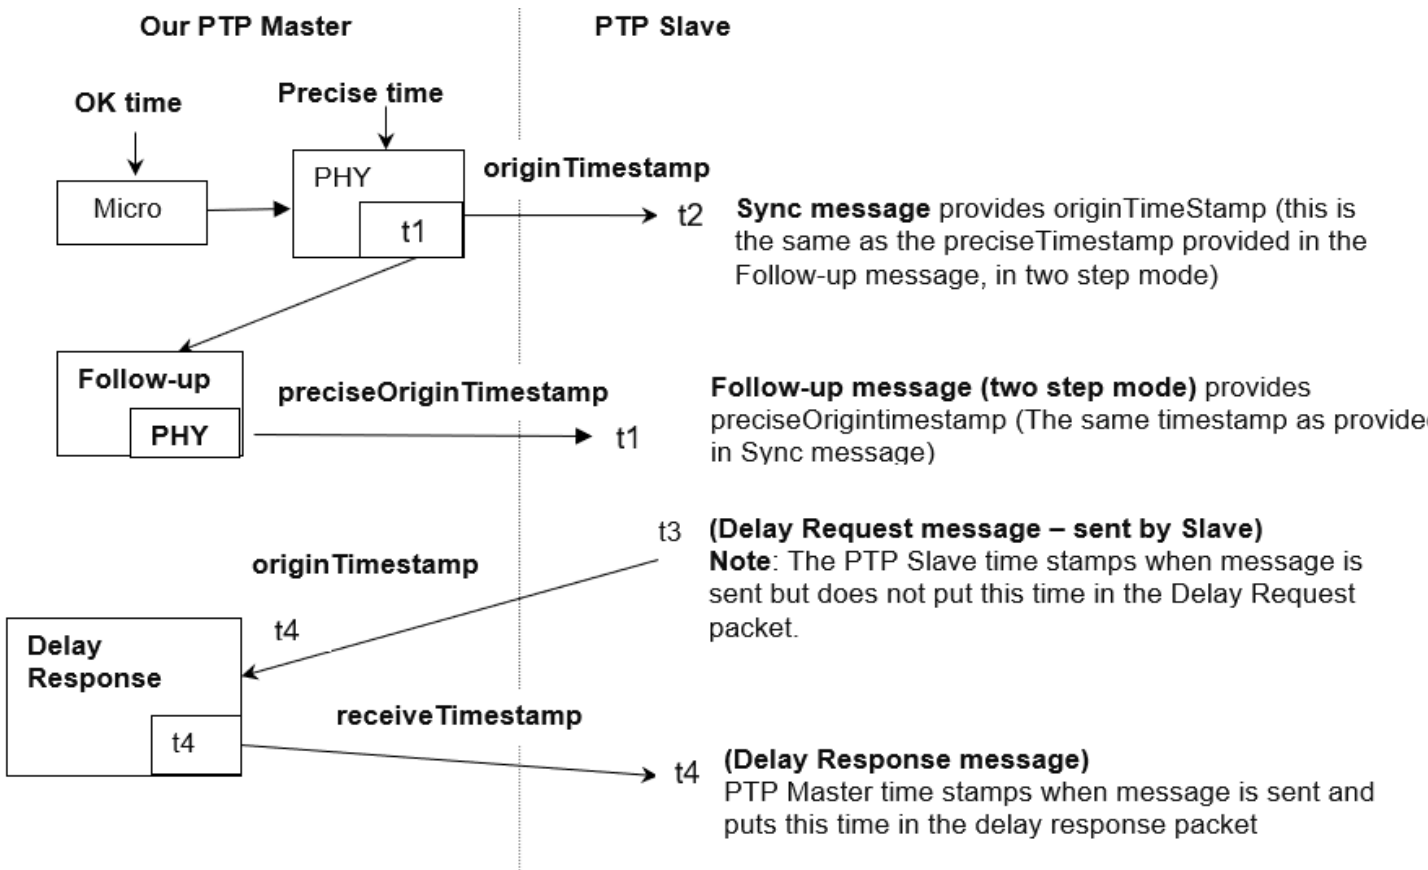 Our PTP Master
PTP Slave
OK time
Precise time
Micro
PHY
t1
originTimestamp
t2
Sync message provides originTimeStamp (this is
the same as the preciseTimestamp provided in the
Follow-up message, in two step mode)
Follow-up
PHY
preciseOriginTimestamp
t1
Follow-up message (two step mode) provides
preciseOrigintimestamp (The same timestamp as provided
in Sync message)
t3
(Delay Request message – sent by Slave)
Note: The PTP Slave time stamps when message is
sent but does not put this time in the Delay Request
packet.
originTimestamp
t4
Delay
Response
t4
receiveTimestamp
t4
(Delay Response message)
PTP Master time stamps when message is sent and
puts this time in the delay response packet